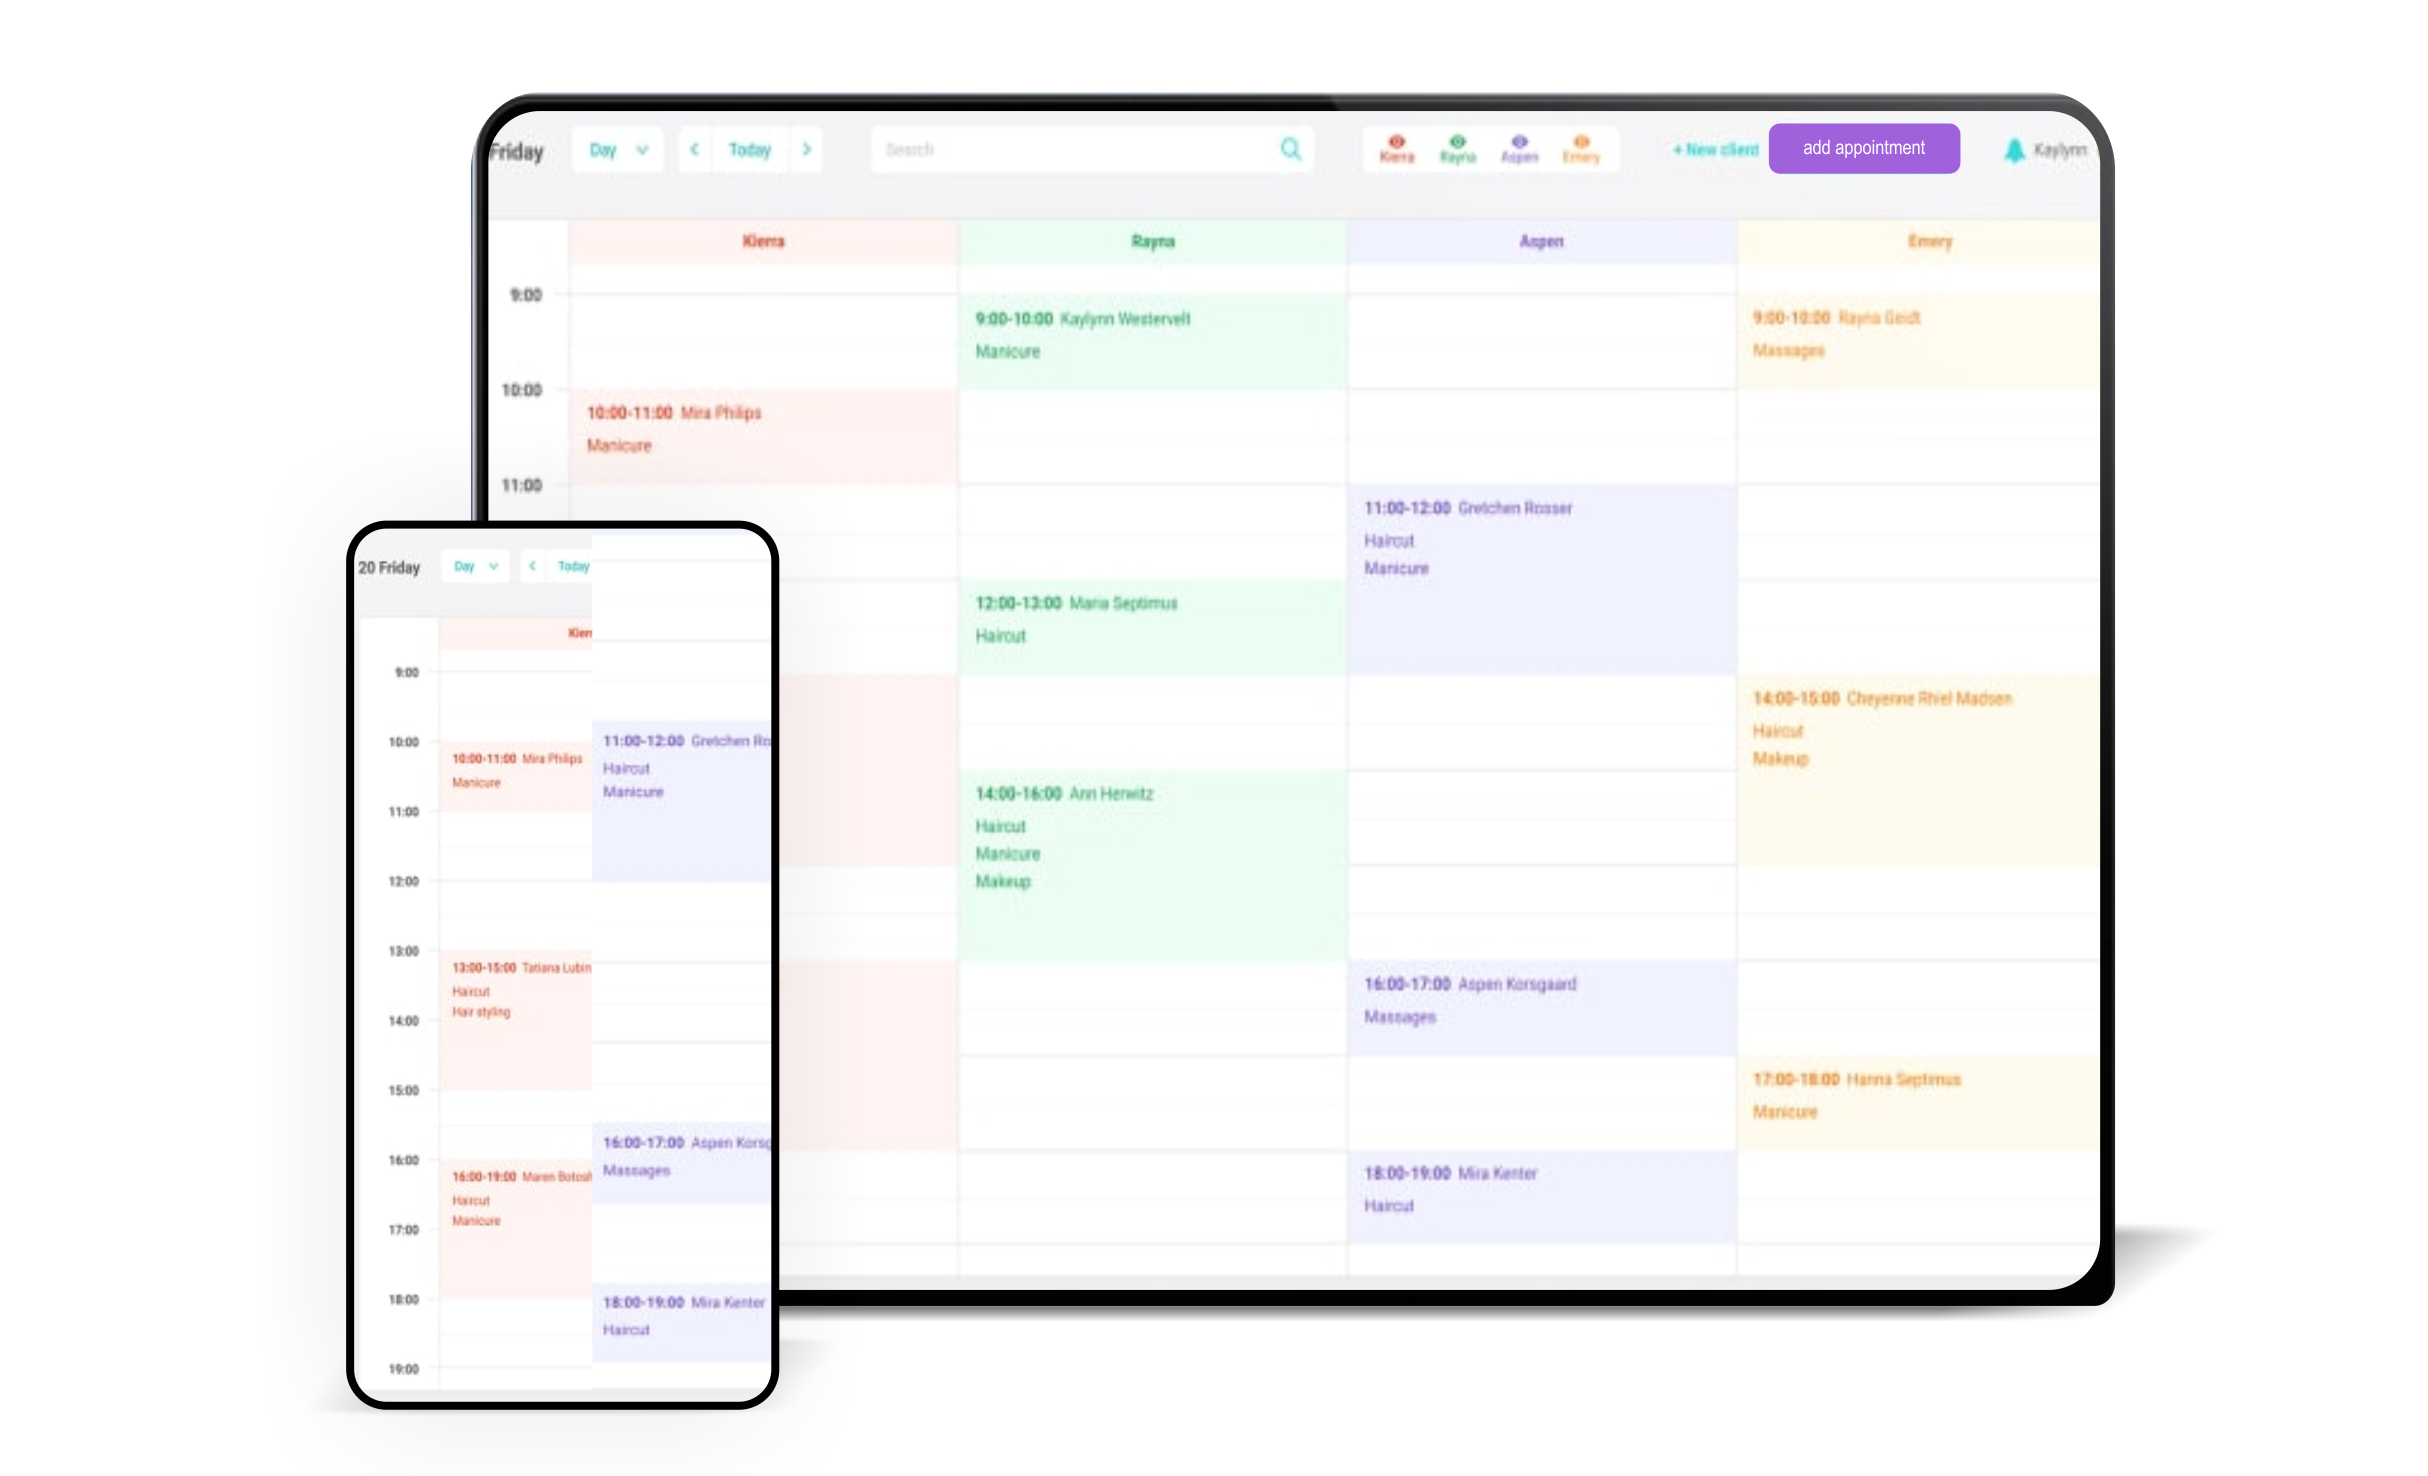 Friday
Day
Today
Search
Kierra
Rayna
Aspen
Emery
+ New client
add appointment
Kaylynn
Kierra
Rayna
Aspen
Emery
9:00
10:00
11:00
10:00-11:00 Mira Philips
Manicure
9:00-10:00 Kaylynn Westervelt
Manicure
12:00-13:00 Maria Septimus
Haircut
14:00-16:00 Ann Herwitz
Haircut
Manicure
Makeup
11:00-12:00 Gretchen Rosser
Haircut
Manicure
16:00-17:00 Aspen Korsgaard
Massages
18:00-19:00 Mira Kenter
Haircut
9:00-10:00 Rayna Geidt
Massages
14:00-15:00 Cheyenne Rhiel Madsen
Haircut
Makeup
17:00-18:00 Hanna Septimus
Manicure
20 Friday
Day
Today
Kierr
9:00
10:00
11:00
12:00
13:00
14:00
15:00
16:00
17:00
18:00
19:00
10:00-11:00 Mira Philips
Manicure
13:00-15:00 Tatiana Lubin
Haircut
Hair styling
16:00-19:00 Maren Botosh
Haircut
Manicure
11:00-12:00 Gretchen Ros
Haircut
Manicure
16:00-17:00 Aspen Korsg
Massages
18:00-19:00 Mira Kenter
Haircut